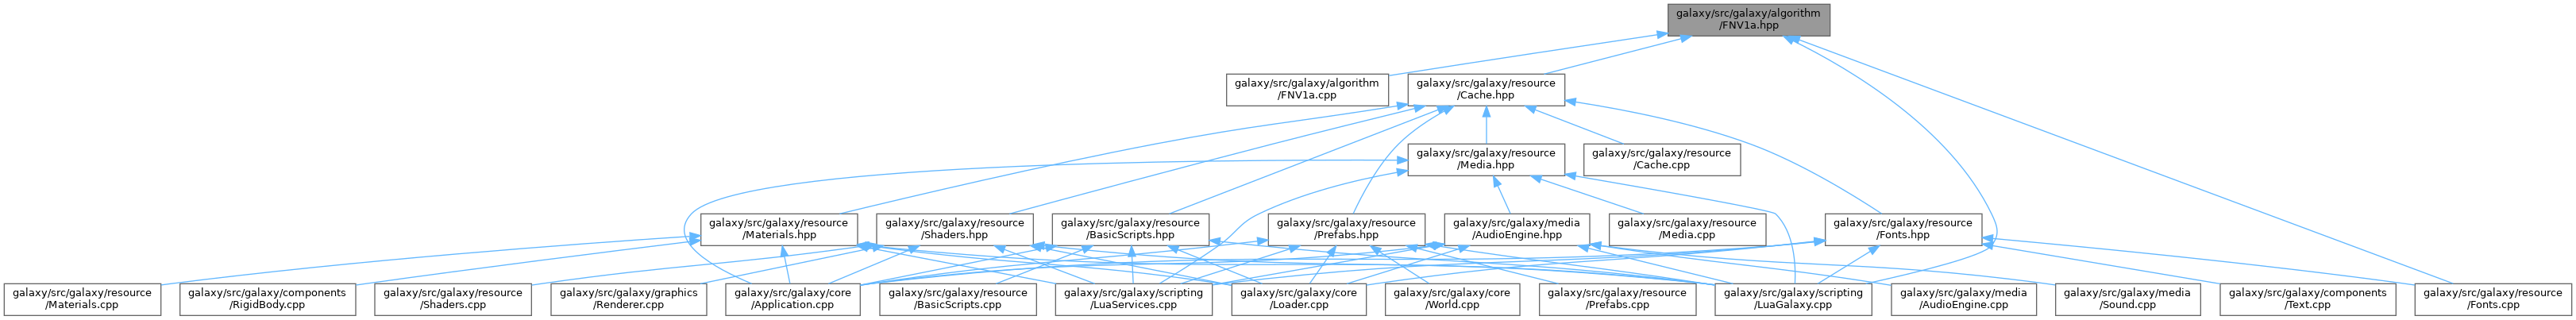 galaxy/src/galaxy/algorithm
/FNV1a.hpp
galaxy/src/galaxy/algorithm
/FNV1a.cpp
galaxy/src/galaxy/resource
/Cache.hpp
galaxy/src/galaxy/resource
/Media.hpp
galaxy/src/galaxy/resource
/Cache.cpp
galaxy/src/galaxy/resource
/Materials.hpp
galaxy/src/galaxy/resource
/Shaders.hpp
galaxy/src/galaxy/resource
/BasicScripts.hpp
galaxy/src/galaxy/resource
/Prefabs.hpp
galaxy/src/galaxy/media
/AudioEngine.hpp
galaxy/src/galaxy/resource
/Media.cpp
galaxy/src/galaxy/resource
/Fonts.hpp
galaxy/src/galaxy/resource
/Materials.cpp
galaxy/src/galaxy/components
/RigidBody.cpp
galaxy/src/galaxy/resource
/Shaders.cpp
galaxy/src/galaxy/graphics
/Renderer.cpp
galaxy/src/galaxy/core
/Application.cpp
galaxy/src/galaxy/resource
/BasicScripts.cpp
galaxy/src/galaxy/scripting
/LuaServices.cpp
galaxy/src/galaxy/core
/Loader.cpp
galaxy/src/galaxy/core
/World.cpp
galaxy/src/galaxy/resource
/Prefabs.cpp
galaxy/src/galaxy/scripting
/LuaGalaxy.cpp
galaxy/src/galaxy/media
/AudioEngine.cpp
galaxy/src/galaxy/media
/Sound.cpp
galaxy/src/galaxy/components
/Text.cpp
galaxy/src/galaxy/resource
/Fonts.cpp